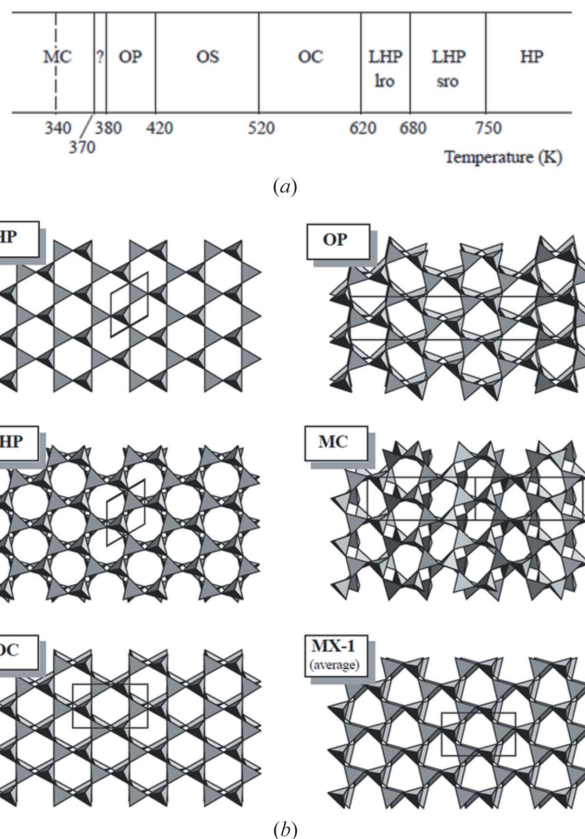 MC ? OP OS OC LHP LHP HP
lro sro
340 380 420 520 620 680 750
370
Temperature (K)
(a)
HP OP
HP MC
OC MX-1
(average)
(b)